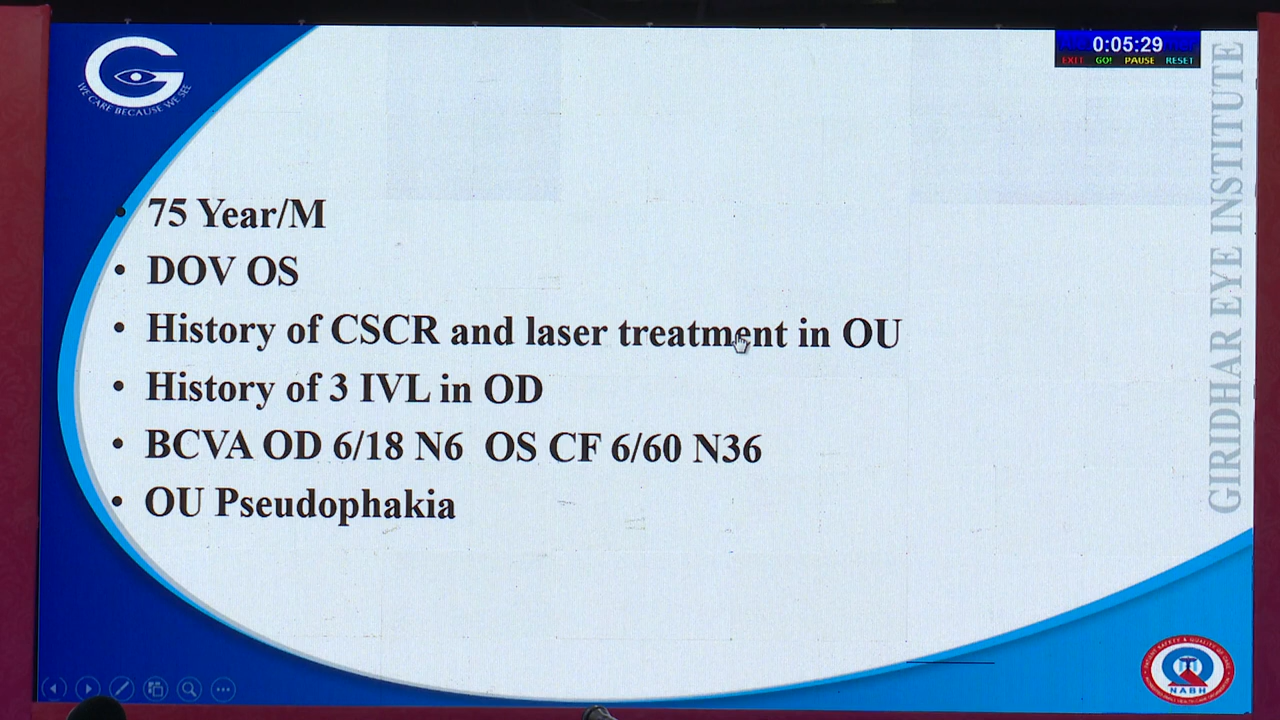 WE CARE BECAUSE WE SEE
0:05:29
EXIT GO! PAUSE RESET
• 75 Year/M
• DOV OS
• History of CSCR and laser treatment in OU
• History of 3 IVL in OD
• BCVA OD 6/18 N6 OS CF 6/60 N36
• OU Pseudophakia
GIRIDHAR EYE INSTITUTE
NABH